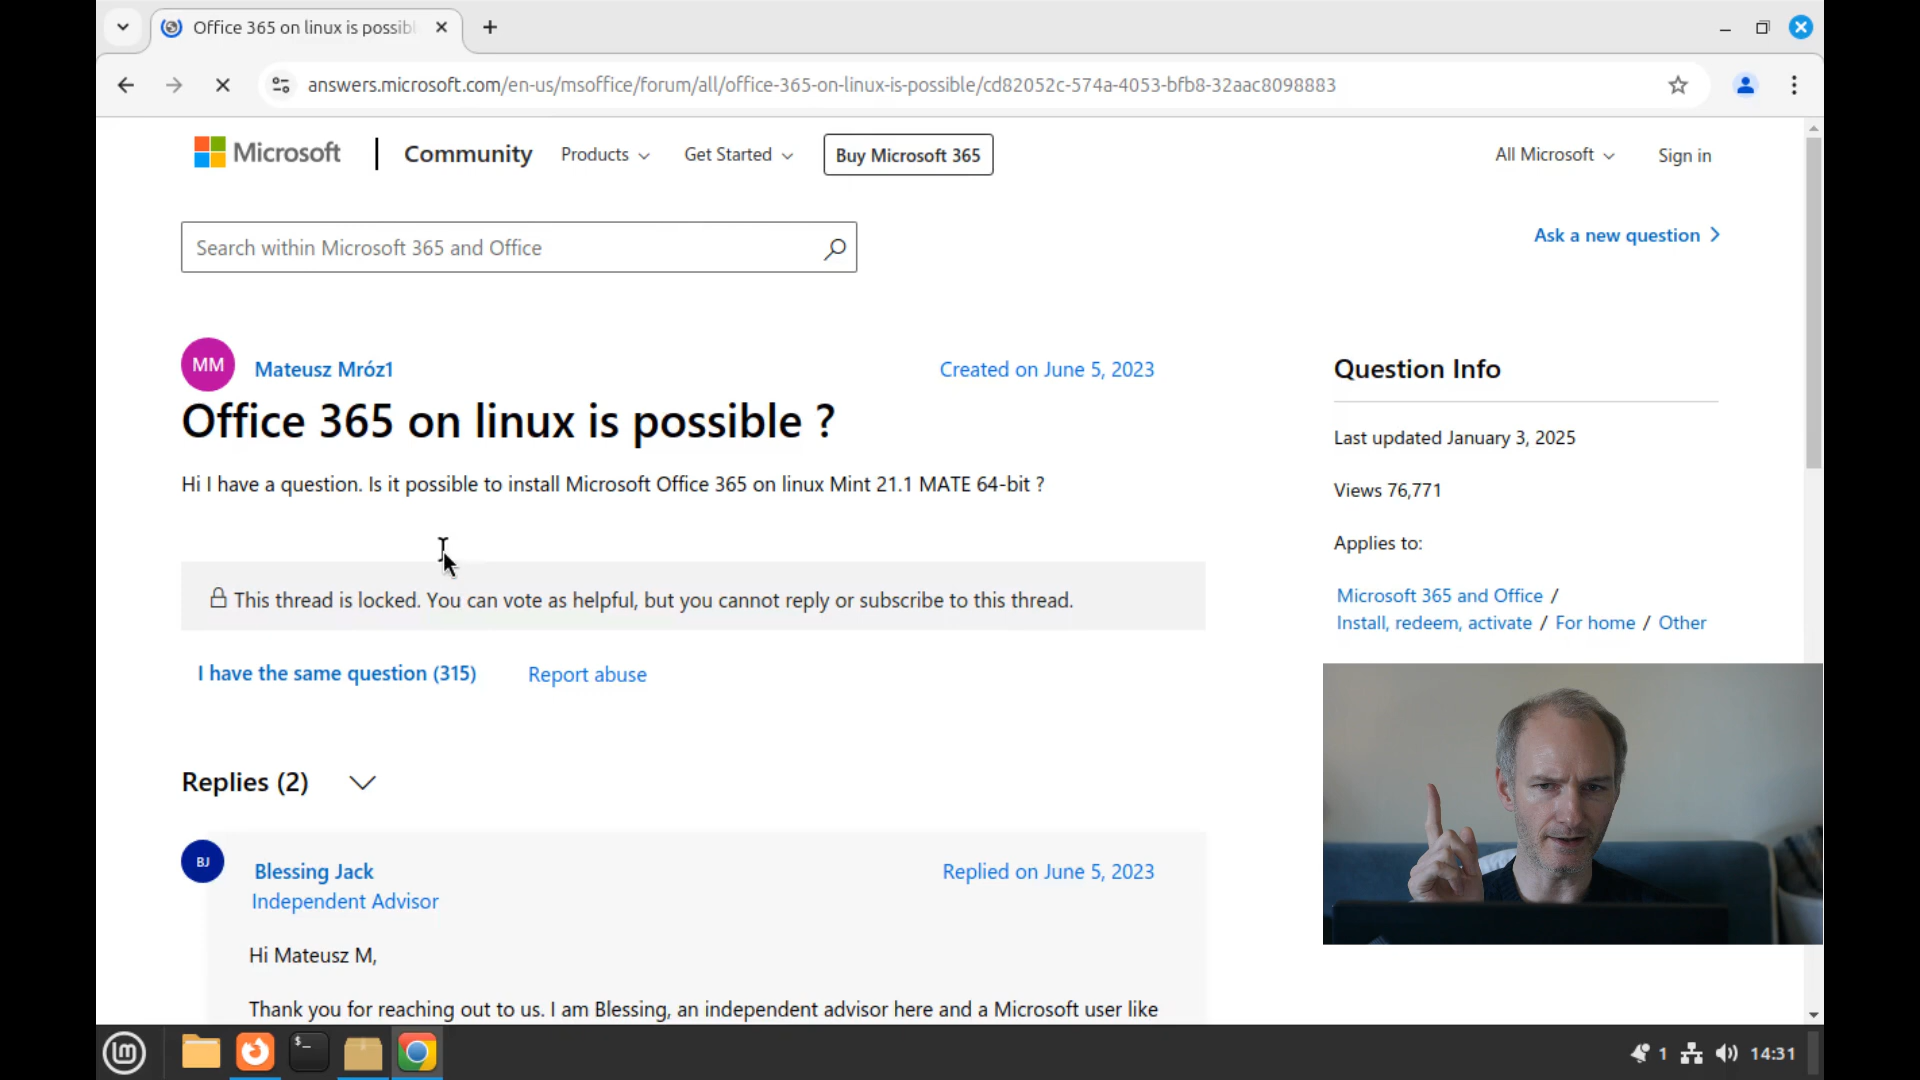 Office 365 on linux is possib
answers.microsoft.com/en-us/msoffice/forum/all/office-365-on-linux-is-possible/cd82052c-574a-4053-bfb8-32aac8098883
Microsoft
Community
Products
Get Started
Buy Microsoft 365
All Microsoft
Sign in
Search within Microsoft 365 and Office
Ask a new question
MM
Mateusz Mróz1
Created on June 5, 2023
Office 365 on linux is possible ?
Hi I have a question. Is it possible to install Microsoft Office 365 on linux Mint 21.1 MATE 64-bit ?
This thread is locked. You can vote as helpful, but you cannot reply or subscribe to this thread.
I have the same question (315)
Report abuse
Question Info
Last updated January 3, 2025
Views 76,771
Applies to:
Microsoft 365 and Office /
Install, redeem, activate / For home / Other
Replies (2)
BJ
Blessing Jack
Replied on June 5, 2023
Independent Advisor
Hi Mateusz M,
Thank you for reaching out to us. I am Blessing, an independent advisor here and a Microsoft user like
$_
1
14:31